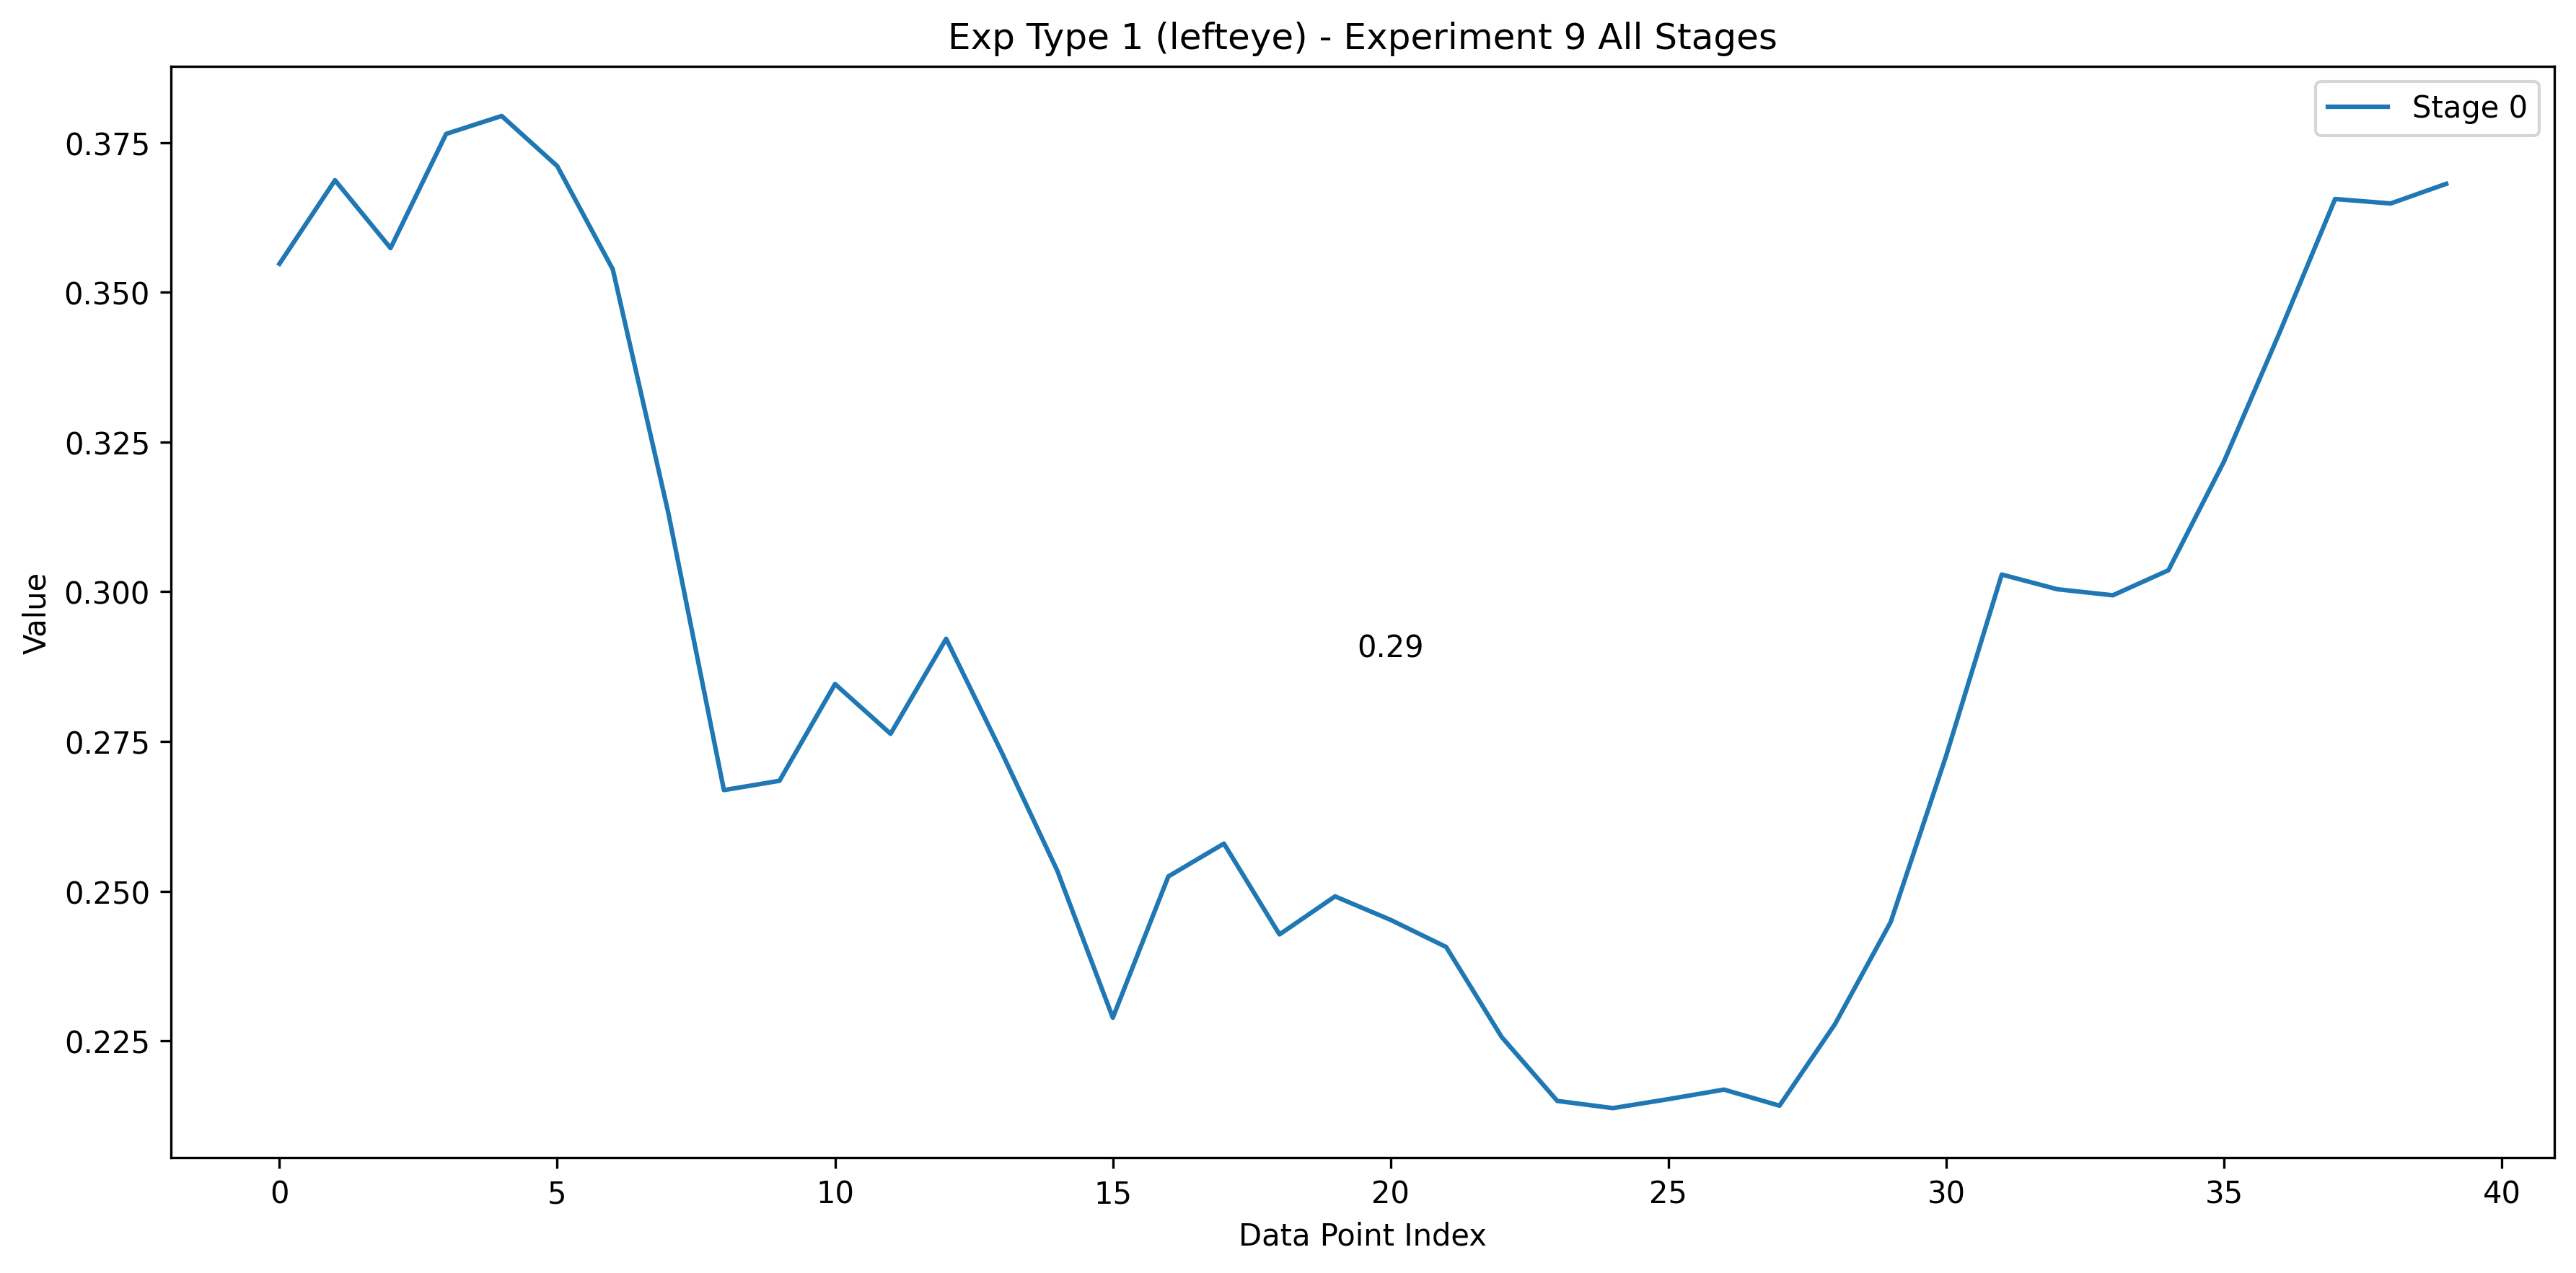 Exp Type 1 (lefteye) - Experiment 9 All Stages
Stage 0
0.375
0.350
0.325
0.300
0.275
0.250
0.225
Value
0.29
0 5 10 15 20 25 30 35 40
Data Point Index